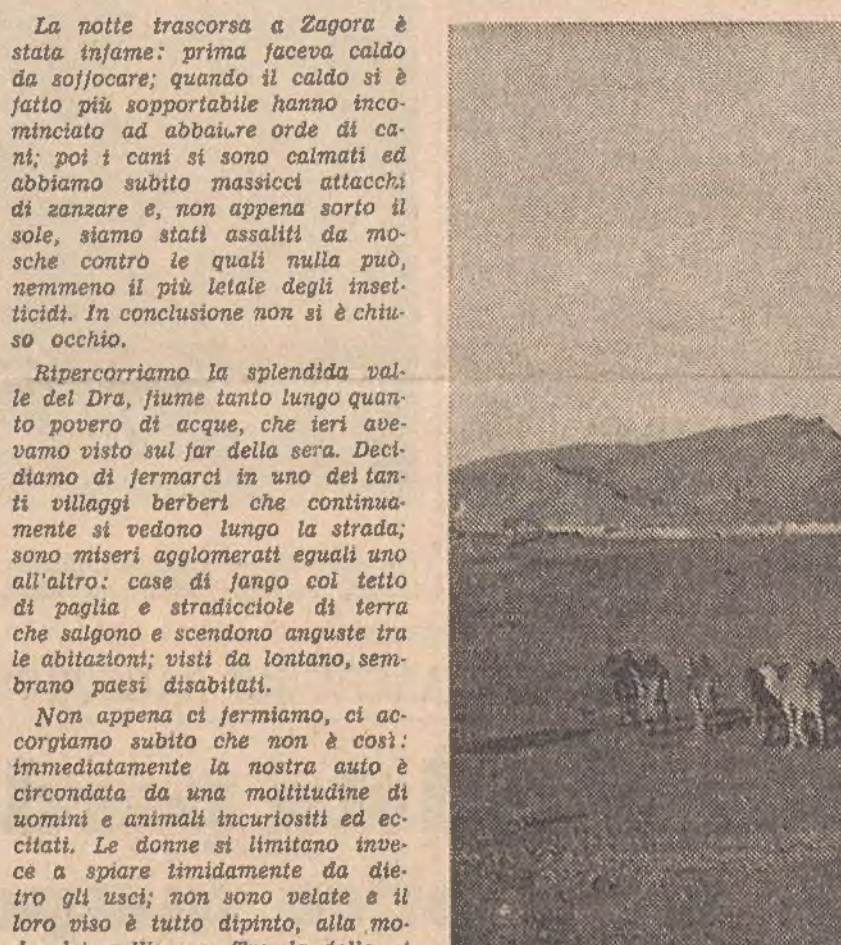 La notte trascorsa a Zagora è
stata infame: prima faceva caldo
da soffocare; quando il caldo si è
fatto più sopportabile hanno inco-
minciato ad abbaiare orde di ca-
ni; poi i cani si sono calmati ed
abbiamo subito massicci attacchi
di zanzare e, non appena sorto il
sole, siamo stati assaliti da mo-
sche contro le quali nulla può,
nemmeno il più letale degli inset-
ticidi. In conclusione non si è chiu-
so occhio.
Ripercorriamo la splendida val-
le del Dra, fiume tanto lungo quan-
to povero di acque, che ieri ave-
vamo visto sul far della sera. Deci-
diamo di fermarci in uno dei tan-
ti villaggi berberi che continua-
mente si vedono lungo la strada;
sono miseri agglomerati eguali uno
all'altro: case di fango col tetto
di paglia e stradicciole di terra
che salgono e scendono anguste tra
le abitazioni; visti da lontano, sem-
brano paesi disabitati.
Non appena ci fermiamo, ci ac-
corgiamo subito che non è così:
immediatamente la nostra auto è
circondata da una moltitudine di
uomini e animali incuriositi ed ec-
citati. Le donne si limitano inve-
ce a spiare timidamente da die-
tro gli usci; non sono velate e il
loro viso è tutto dipinto, alla mo-